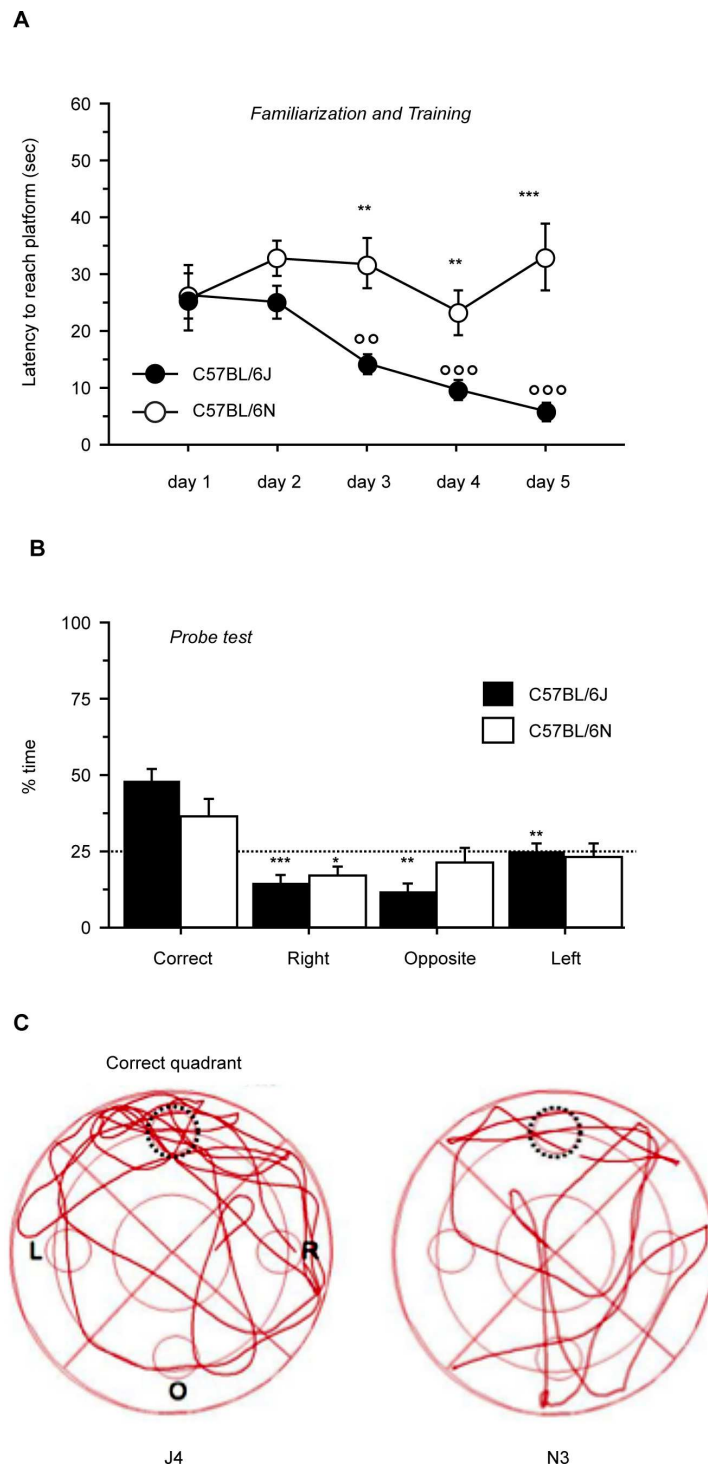 A
Familiarization and Training
Latency to reach platform (sec)
60
50
40
30
20
10
0
**
**
***
°°
°°°
°°°
C57BL/6J
C57BL/6N
day 1 day 2 day 3 day 4 day 5
B
Probe test
% time
100
75
50
25
0
C57BL/6J
C57BL/6N
*** * ** **
Correct Right Opposite Left
C
Correct quadrant
L R
O
J4 N3